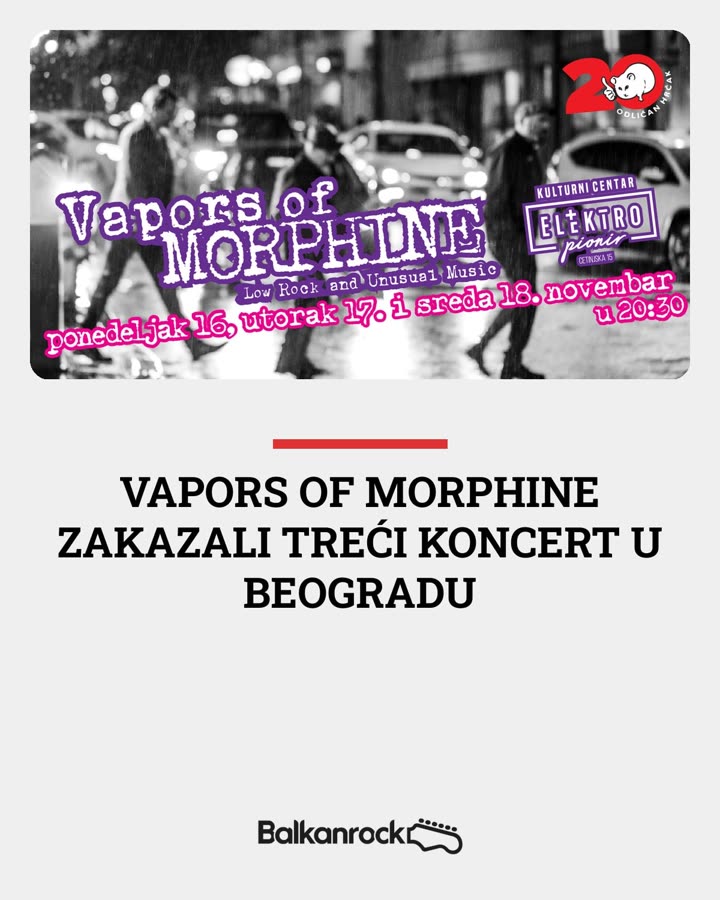 20
ODLIČAN HRČAK
Vapors of
MORPHINE
Low Rock and Unusual Music
KULTURNI CENTAR
ELEKTRO
pionir
CETINJSKA 15
ponedeljak 16, utorak 17. i sreda 18. novembar
u 20:30
VAPORS OF MORPHINE
ZAKAZALI TREĆI KONCERT U
BEOGRADU
Balkanrock